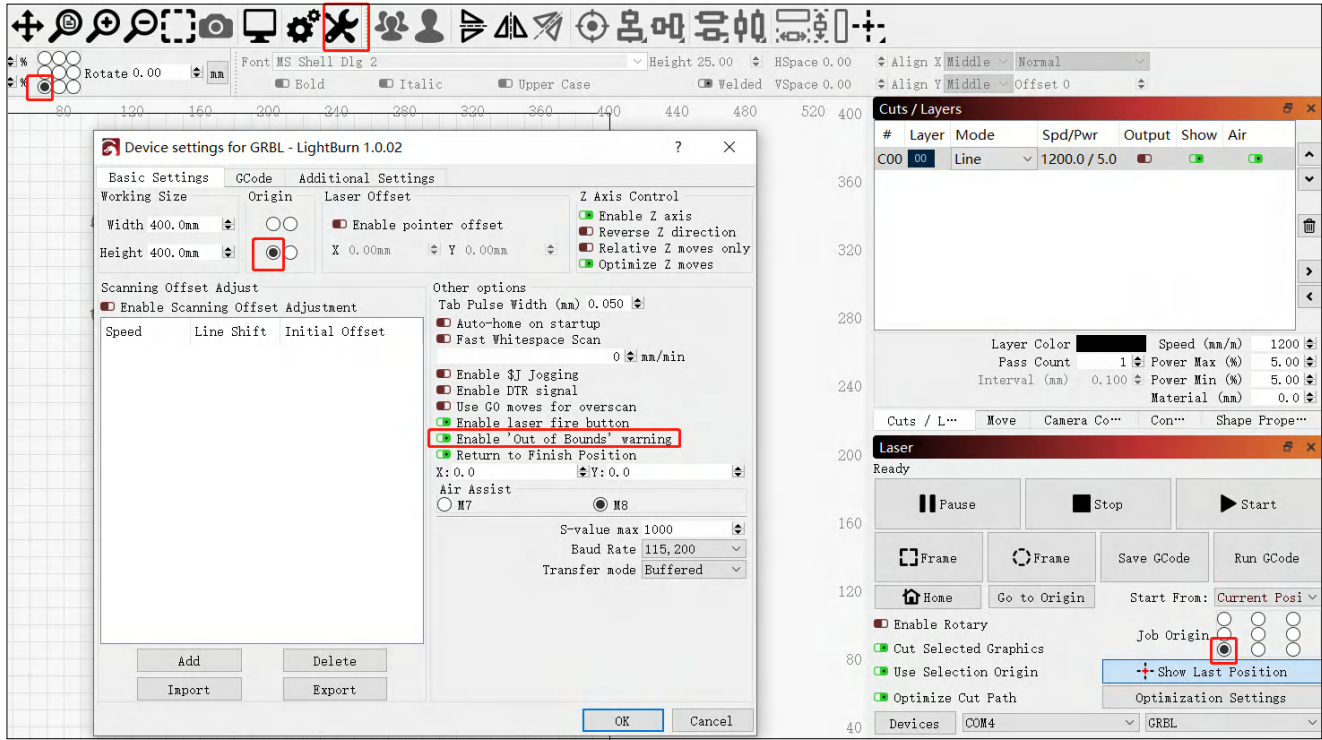 % Rotate 0.00 mm Font MS Shell Dlg 2 Height 25.00 HSpace 0.00 Align X Middle Normal
% Bold Italic Upper Case Welded VSpace 0.00 Align Y Middle Offset 0
80 120 160 200 240 280 320 360 400 440 480 520 400
360
320
280
240
200
160
120
80
40
Device settings for GRBL - LightBurn 1.0.02 ? ×
Basic Settings GCode Additional Settings
Working Size Origin Laser Offset Z Axis Control
Width 400.0mm Enable pointer offset Enable Z axis
Reverse Z direction
Height 400.0mm X 0.00mm Y 0.00mm Relative Z moves only
Optimize Z moves
Scanning Offset Adjust
Enable Scanning Offset Adjustment
Speed Line Shift Initial Offset
Add Delete
Import Export
Other options
Tab Pulse Width (mm) 0.050
Auto-home on startup
Fast Whitespace Scan
0 mm/min
Enable $J Jogging
Enable DTR signal
Use G0 moves for overscan
Enable laser fire button
Enable 'Out of Bounds' warning
Return to Finish Position
X:0.0 Y:0.0
Air Assist
M7 M8
S-value max 1000
Baud Rate 115,200
Transfer mode Buffered
OK Cancel
Cuts / Layers
# Layer Mode Spd/Pwr Output Show Air
C00 00 Line 1200.0 / 5.0
Layer Color Speed (mm/m) 1200
Pass Count 1 Power Max (%) 5.00
Interval (mm) 0.100 Power Min (%) 5.00
Material (mm) 0.0
Cuts / L··· Move Camera Co··· Con··· Shape Prope···
Laser
Ready
Pause Stop Start
Frame Frame Save GCode Run GCode
Home Go to Origin Start From: Current Posi
Enable Rotary
Job Origin
Cut Selected Graphics
Use Selection Origin Show Last Position
Optimize Cut Path Optimization Settings
Devices COM4 GRBL